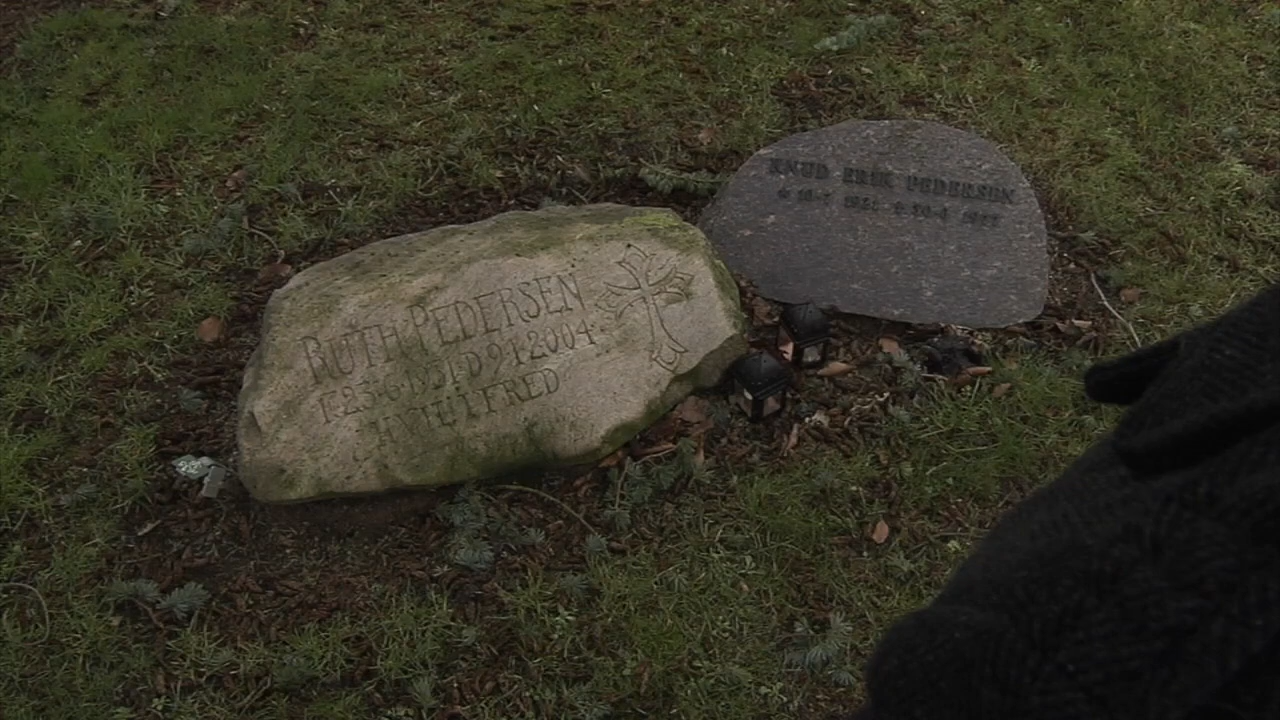 RUTH PEDERSEN
F.23·6·1931·D 9·1·2004·
HVIL I FRED
KNUD ERIK PEDERSEN